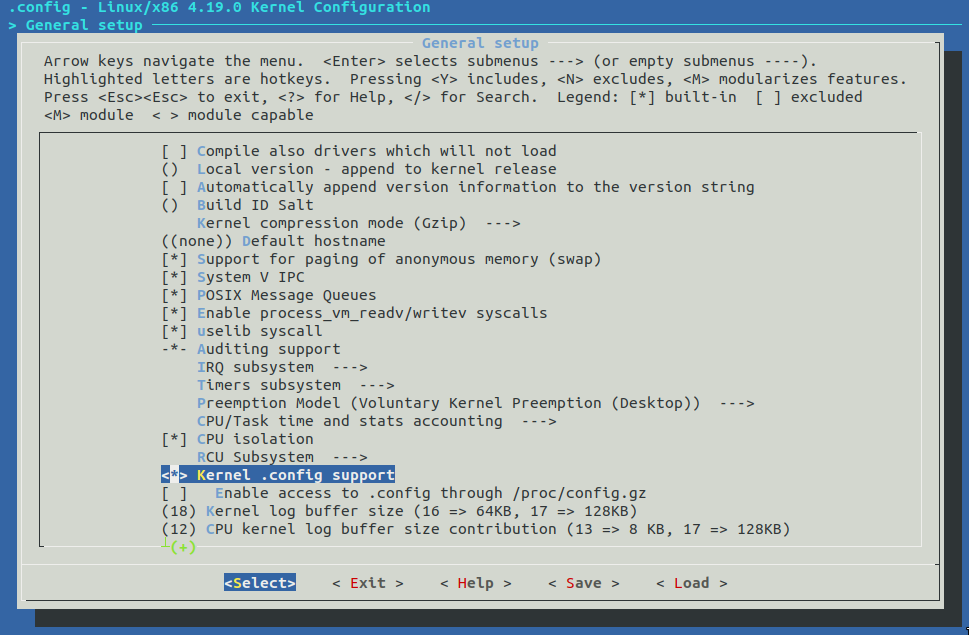 .config - Linux/x86 4.19.0 Kernel Configuration
> General setup
General setup
Arrow keys navigate the menu.  <Enter> selects submenus ---> (or empty submenus ----).
Highlighted letters are hotkeys.  Pressing <Y> includes, <N> excludes, <M> modularizes features.
Press <Esc><Esc> to exit, <?> for Help, </> for Search.  Legend: [*] built-in  [ ] excluded
<M> module  < > module capable
[ ] Compile also drivers which will not load
()  Local version - append to kernel release
[ ] Automatically append version information to the version string
()  Build ID Salt
Kernel compression mode (Gzip)  --->
((none)) Default hostname
[*] Support for paging of anonymous memory (swap)
[*] System V IPC
[*] POSIX Message Queues
[*] Enable process_vm_readv/writev syscalls
[*] uselib syscall
-*- Auditing support
IRQ subsystem  --->
Timers subsystem  --->
Preemption Model (Voluntary Kernel Preemption (Desktop))  --->
CPU/Task time and stats accounting  --->
[*] CPU isolation
RCU Subsystem  --->
<*> Kernel .config support
[ ]   Enable access to .config through /proc/config.gz
(18) Kernel log buffer size (16 => 64KB, 17 => 128KB)
(12) CPU kernel log buffer size contribution (13 => 8 KB, 17 => 128KB)
(+)
<Select>    < Exit >    < Help >    < Save >    < Load >